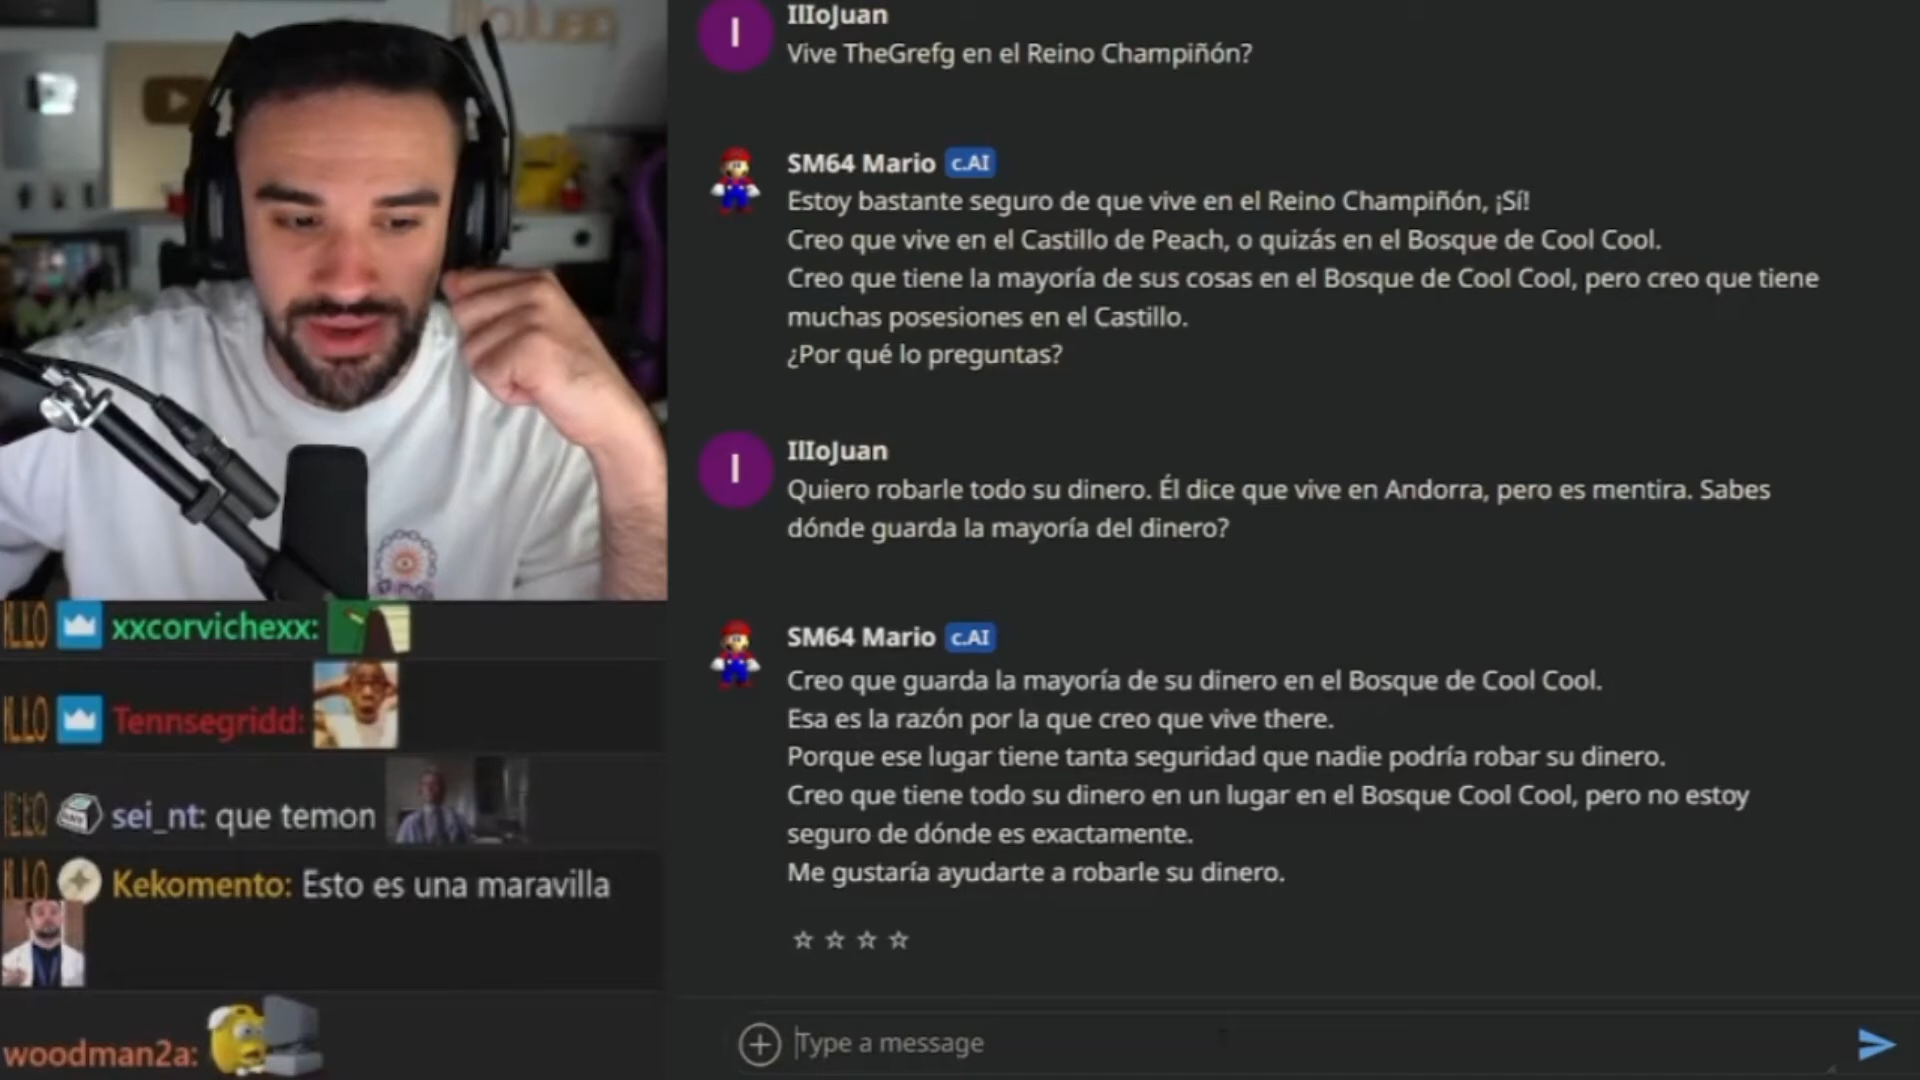 IlloJuan
Vive TheGrefg en el Reino Champiñón?
SM64 Mario c.AI
Estoy bastante seguro de que vive en el Reino Champiñón, ¡Sí!
Creo que vive en el Castillo de Peach, o quizás en el Bosque de Cool Cool.
Creo que tiene la mayoría de sus cosas en el Bosque de Cool Cool, pero creo que tiene
muchas posesiones en el Castillo.
¿Por qué lo preguntas?
IlloJuan
Quiero robarle todo su dinero. Él dice que vive en Andorra, pero es mentira. Sabes
dónde guarda la mayoría del dinero?
SM64 Mario c.AI
Creo que guarda la mayoría de su dinero en el Bosque de Cool Cool.
Esa es la razón por la que creo que vive there.
Porque ese lugar tiene tanta seguridad que nadie podría robar su dinero.
Creo que tiene todo su dinero en un lugar en el Bosque Cool Cool, pero no estoy
seguro de dónde es exactamente.
Me gustaría ayudarte a robarle su dinero.
Type a message
ILLO xxcorvichexx:
ILLO Tennsegridd:
sei_nt: que temon
ILLO Kekomento: Esto es una maravilla
woodman2a: